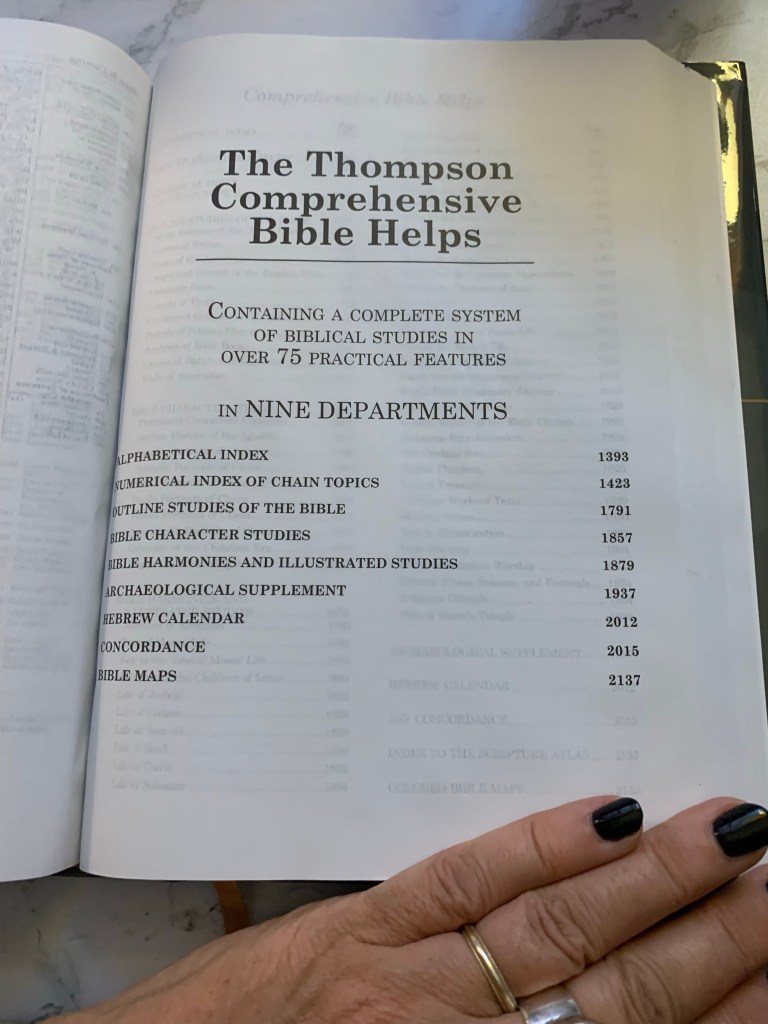 The Thompson
Comprehensive
Bible Helps
CONTAINING A COMPLETE SYSTEM
OF BIBLICAL STUDIES IN
OVER 75 PRACTICAL FEATURES
IN NINE DEPARTMENTS
ALPHABETICAL INDEX 1393
NUMERICAL INDEX OF CHAIN TOPICS 1423
OUTLINE STUDIES OF THE BIBLE 1791
BIBLE CHARACTER STUDIES 1857
BIBLE HARMONIES AND ILLUSTRATED STUDIES 1879
ARCHAEOLOGICAL SUPPLEMENT 1937
HEBREW CALENDAR 2012
CONCORDANCE 2015
BIBLE MAPS 2137